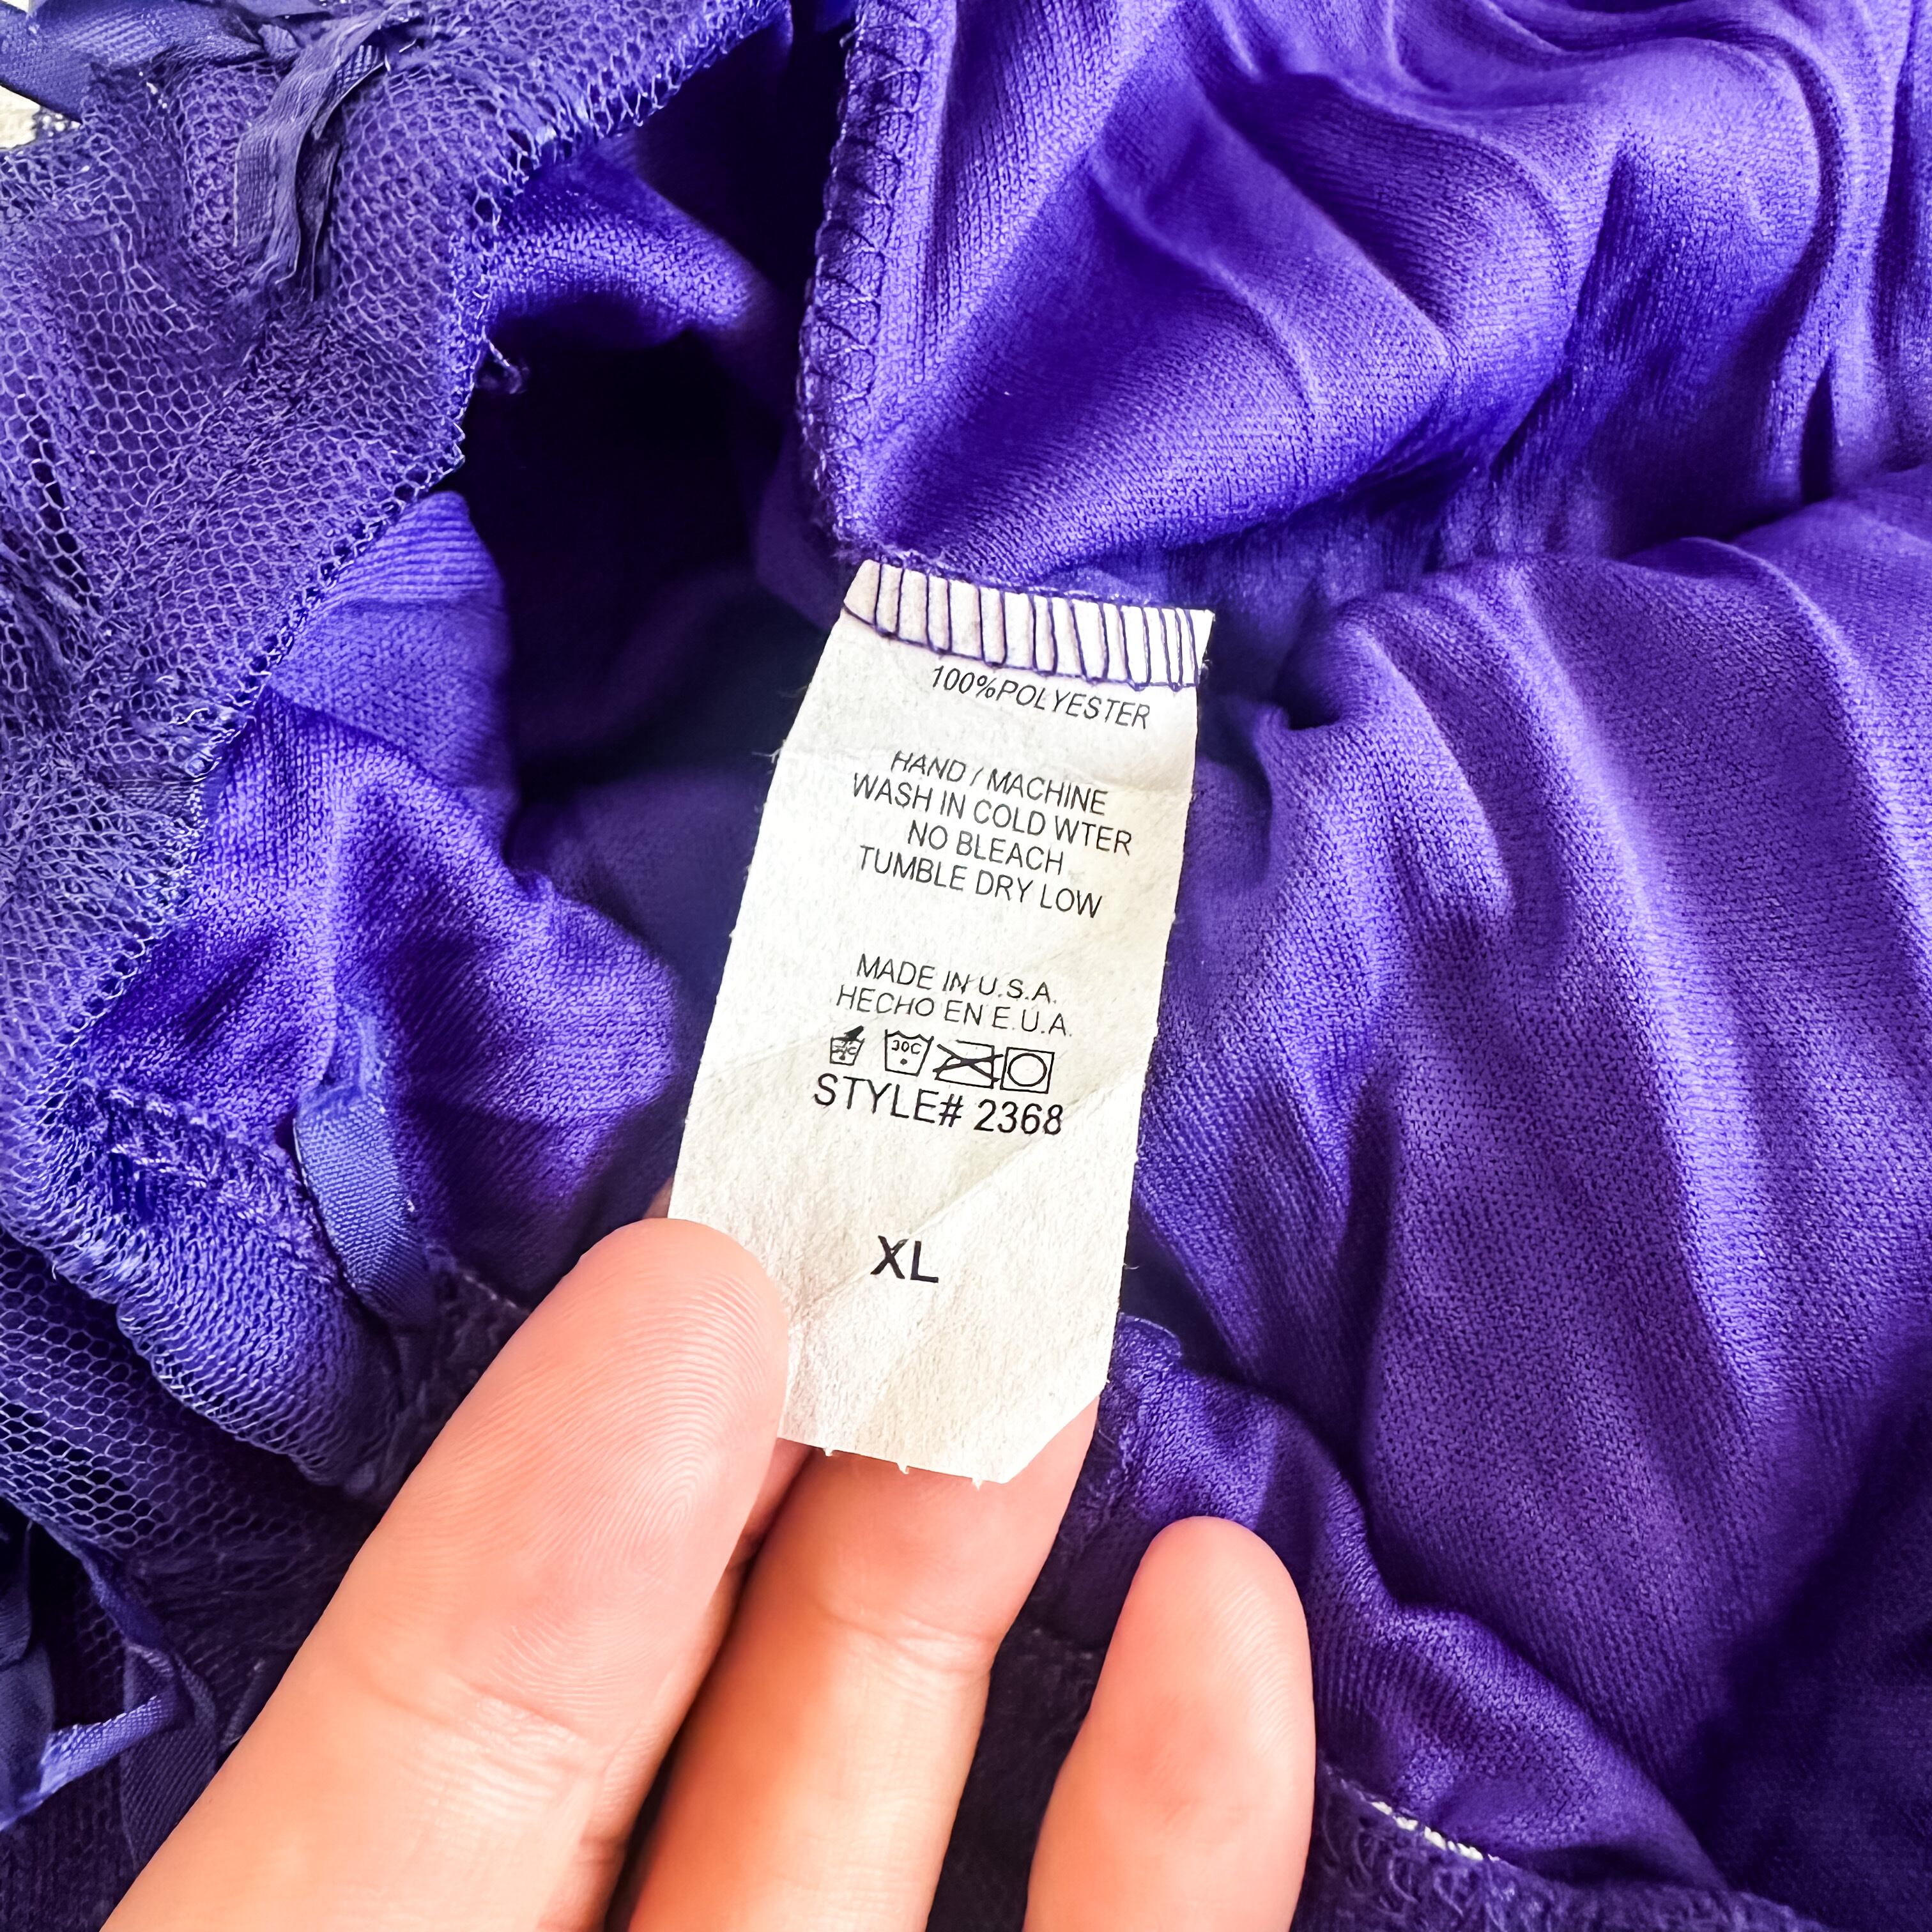 100%POLYESTER
HAND / MACHINE
WASH IN COLD WTER
NO BLEACH
TUMBLE DRY LOW
MADE IN U.S.A.
HECHO EN E.U.A.
30C
STYLE# 2368
XL